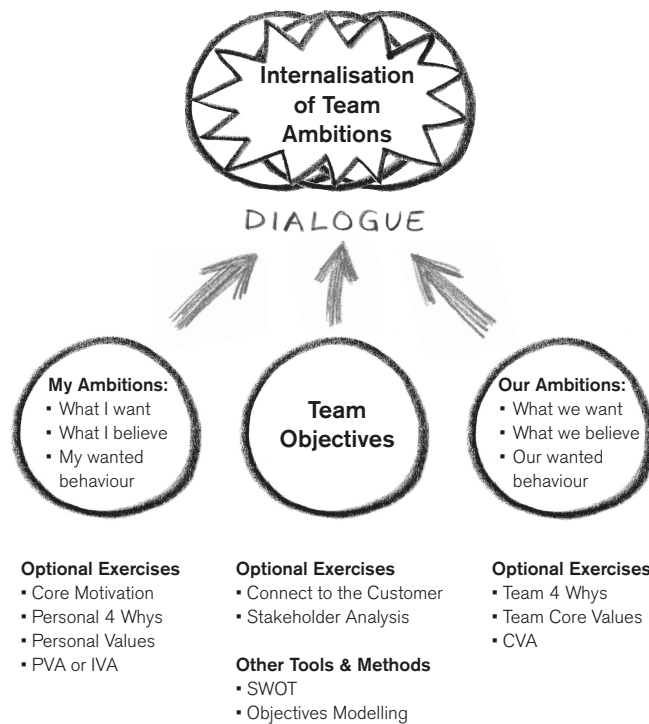 Internalisation
of Team
Ambitions
DIALOGUE
My Ambitions:
▪ What I want
▪ What I believe
▪ My wanted
behaviour
Team
Objectives
Our Ambitions:
▪ What we want
▪ What we believe
▪ Our wanted
behaviour
Optional Exercises
▪ Core Motivation
▪ Personal 4 Whys
▪ Personal Values
▪ PVA or IVA
Optional Exercises
▪ Connect to the Customer
▪ Stakeholder Analysis
Other Tools & Methods
▪ SWOT
▪ Objectives Modelling
Optional Exercises
▪ Team 4 Whys
▪ Team Core Values
▪ CVA